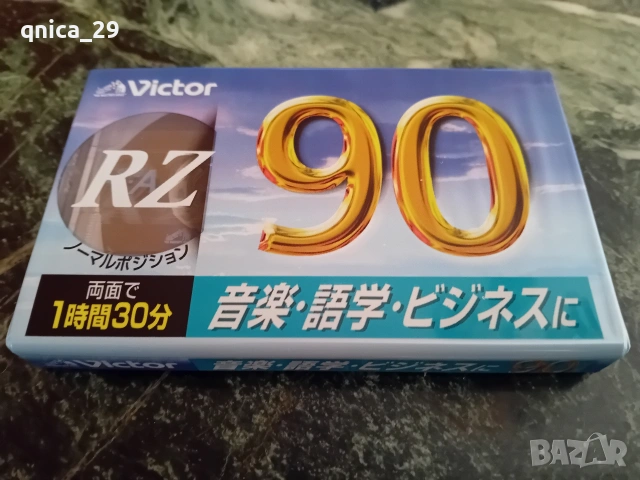 qnica_29
Victor
RZ
90
ノーマルポジション
両面で
1時間30分
音楽・語学・ビジネスに
Victor
音楽・語学・ビジネスに
90
BAZAR